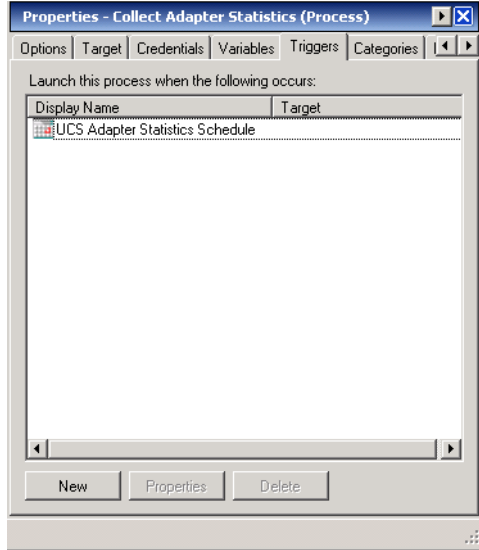 Properties - Collect Adapter Statistics (Process)
Options Target Credentials Variables Triggers Categories
Launch this process when the following occurs:
Display Name Target
UCS Adapter Statistics Schedule
New Properties Delete